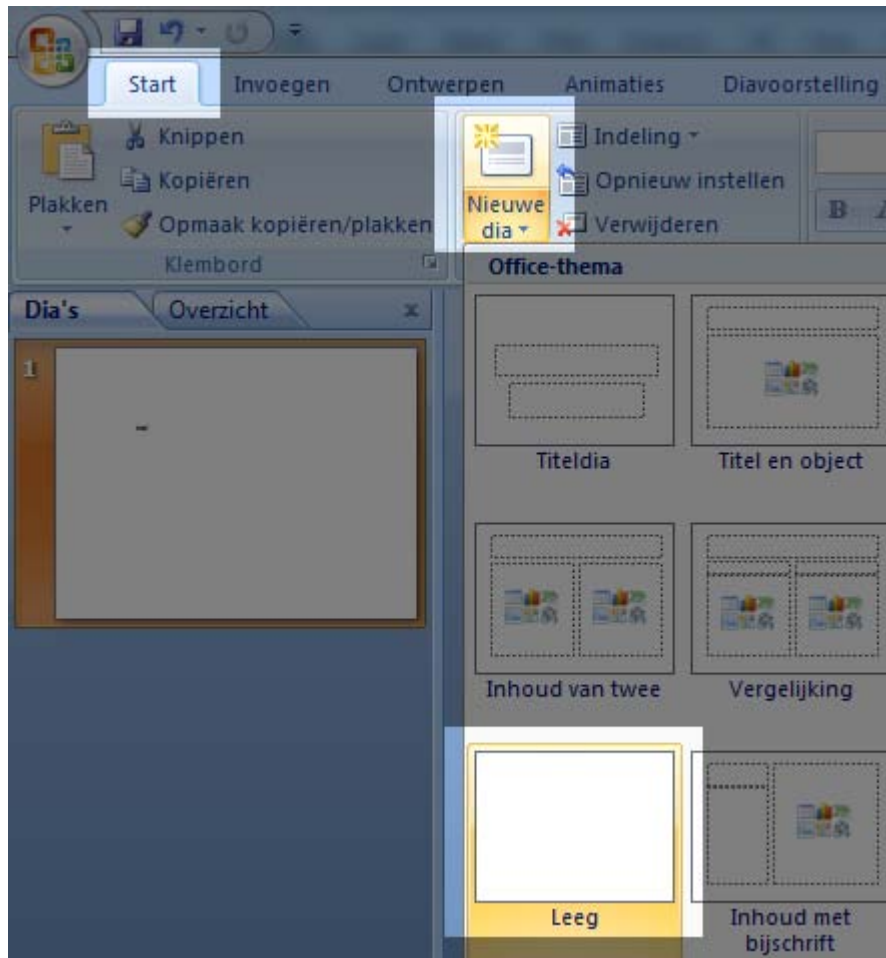 Start Invoegen Ontwerpen Animaties Diavoorstelling
Plakken
Knippen
Kopiëren
Opmaak kopiëren/plakken
Klembord
Nieuwe
dia
Indeling
Opnieuw instellen
Verwijderen
B
Dia's Overzicht
1
Office-thema
Titeldia Titel en object
Inhoud van twee Vergelijking
Leeg Inhoud met
bijschrift